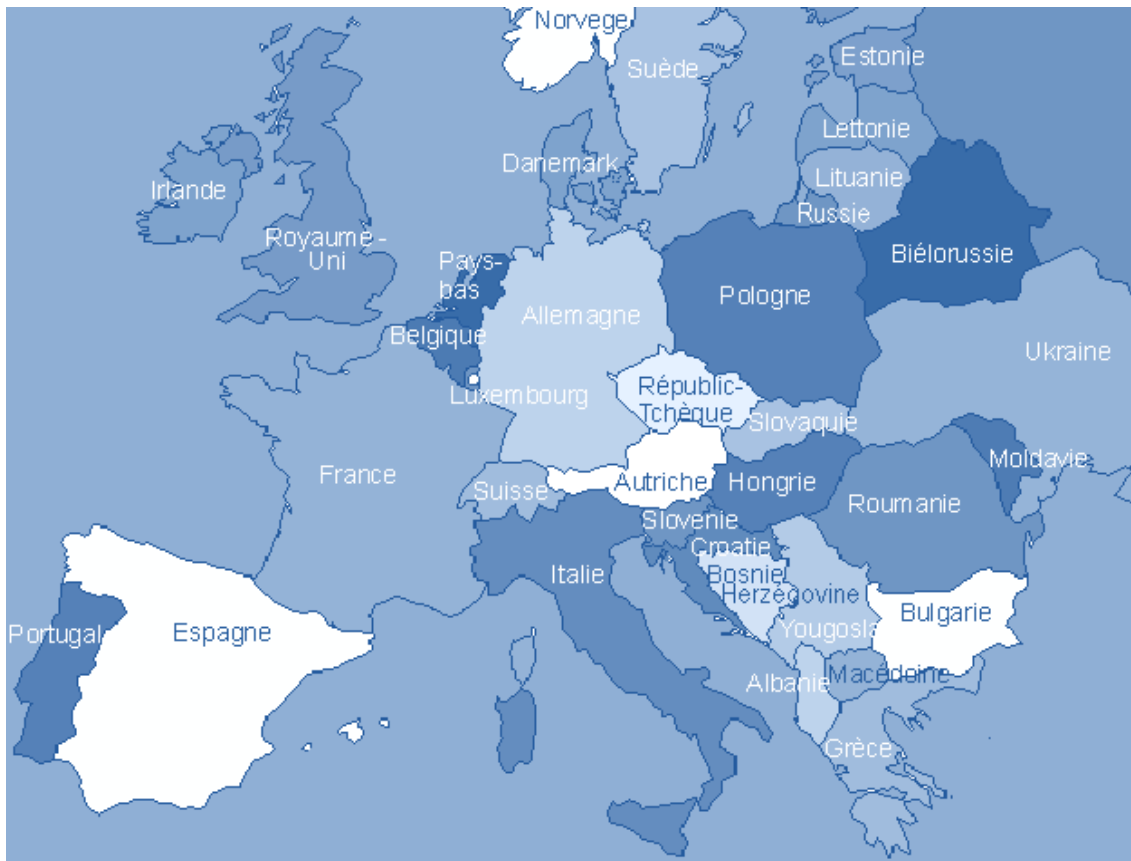 Norvege
Suède
Estonie
Lettonie
Danemark
Lituanie
Irlande
Russie
Royaume-
Uni
Biélorussie
Pays-
bas
Pologne
Allemagne
Belgique
Ukraine
Républic-
Tchèque
Luxembourg
Slovaquie
Moldavie
France
Suisse
Autriche
Hongrie
Roumanie
Slovenie
Croatie
Italie
Bosnie
Herzégovine
Bulgarie
Portugal
Espagne
Yougosla
Macédoine
Albanie
Grèce